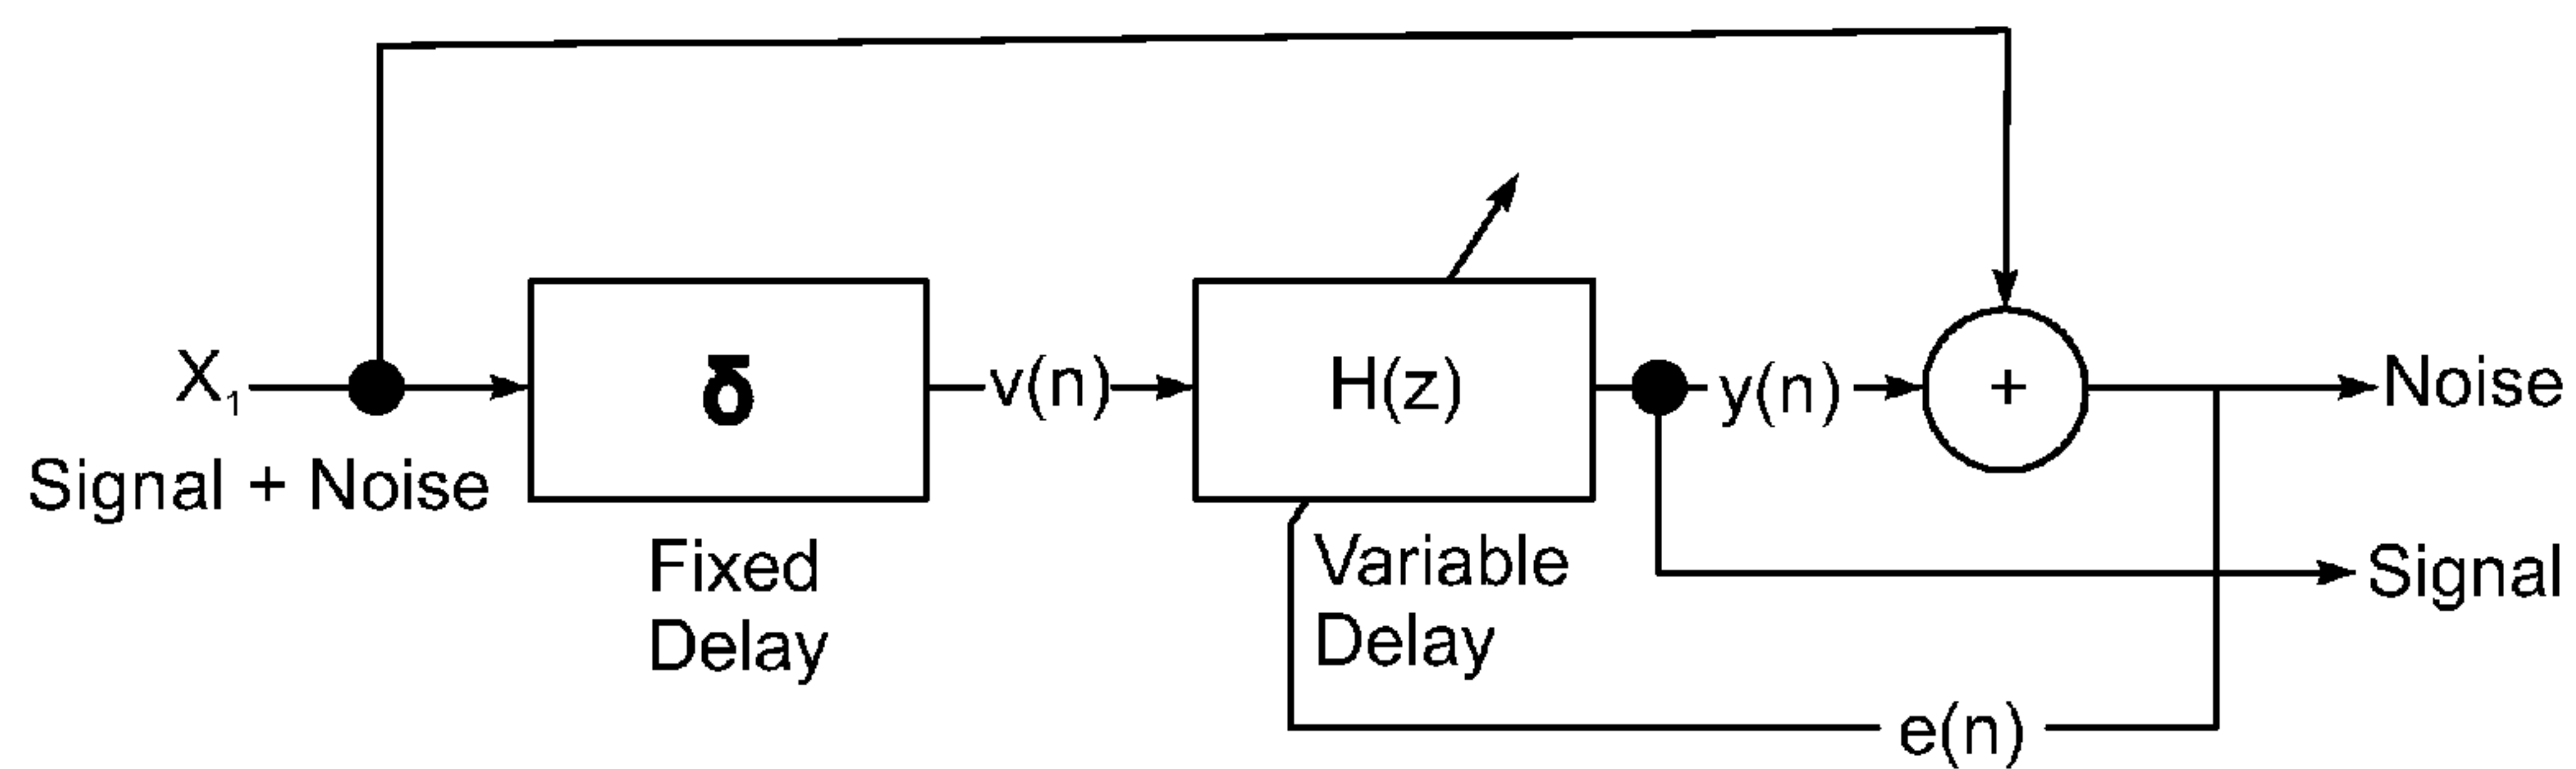 X₁
Signal + Noise
δ
Fixed
Delay
v(n)
H(z)
Variable
Delay
y(n)
+
Noise
Signal
e(n)